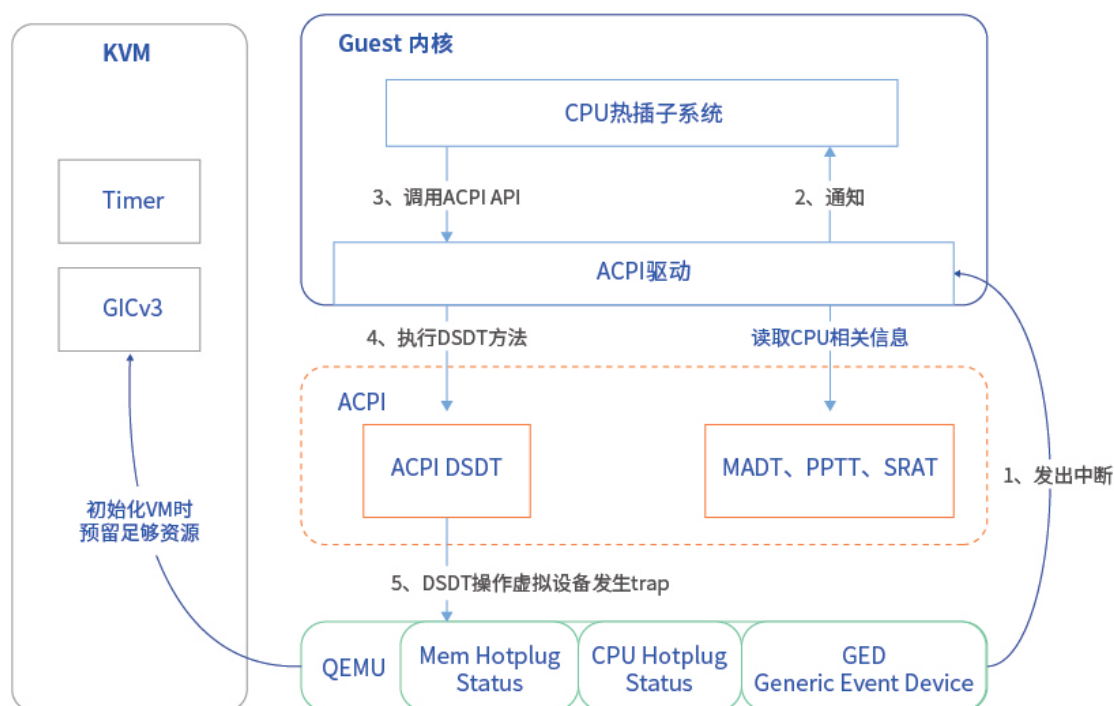 KVM
Timer
GICv3
初始化VM时
预留足够资源
Guest 内核
CPU热插子系统
3、调用ACPI API
2、通知
ACPI驱动
4、执行DSDT方法
读取CPU相关信息
ACPI
ACPI DSDT
MADT、PPTT、SRAT
1、发出中断
5、DSDT操作虚拟设备发生trap
QEMU
Mem Hotplug
Status
CPU Hotplug
Status
GED
Generic Event Device